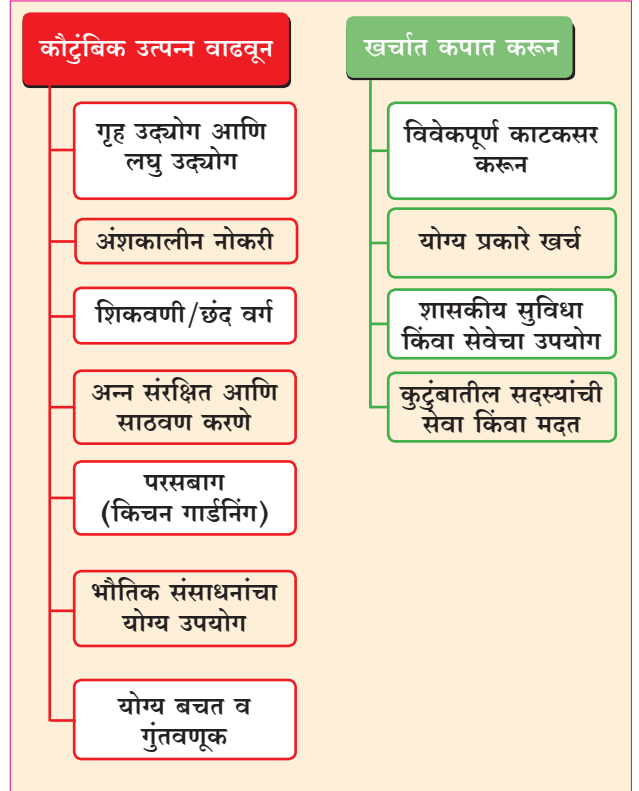 कौटुंबिक उत्पन्न वाढवून
गृह उद्योग आणि
लघु उद्योग
अंशकालीन नोकरी
शिकवणी/छंद वर्ग
अन्न संरक्षित आणि
साठवण करणे
परसबाग
(किचन गार्डनिंग)
भौतिक संसाधनांचा
योग्य उपयोग
योग्य बचत व
गुंतवणूक
खर्चात कपात करून
विवेकपूर्ण काटकसर
करून
योग्य प्रकारे खर्च
शासकीय सुविधा
किंवा सेवेचा उपयोग
कुटुंबातील सदस्यांची
सेवा किंवा मदत